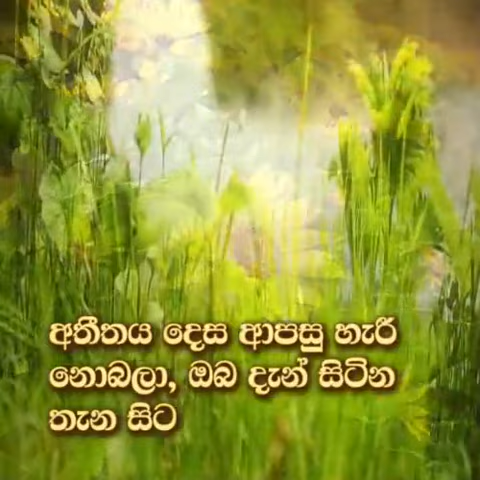 අතීතය දෙස ආපසු හැරී
නොබලා, ඔබ දැන් සිටින
තැන සිට